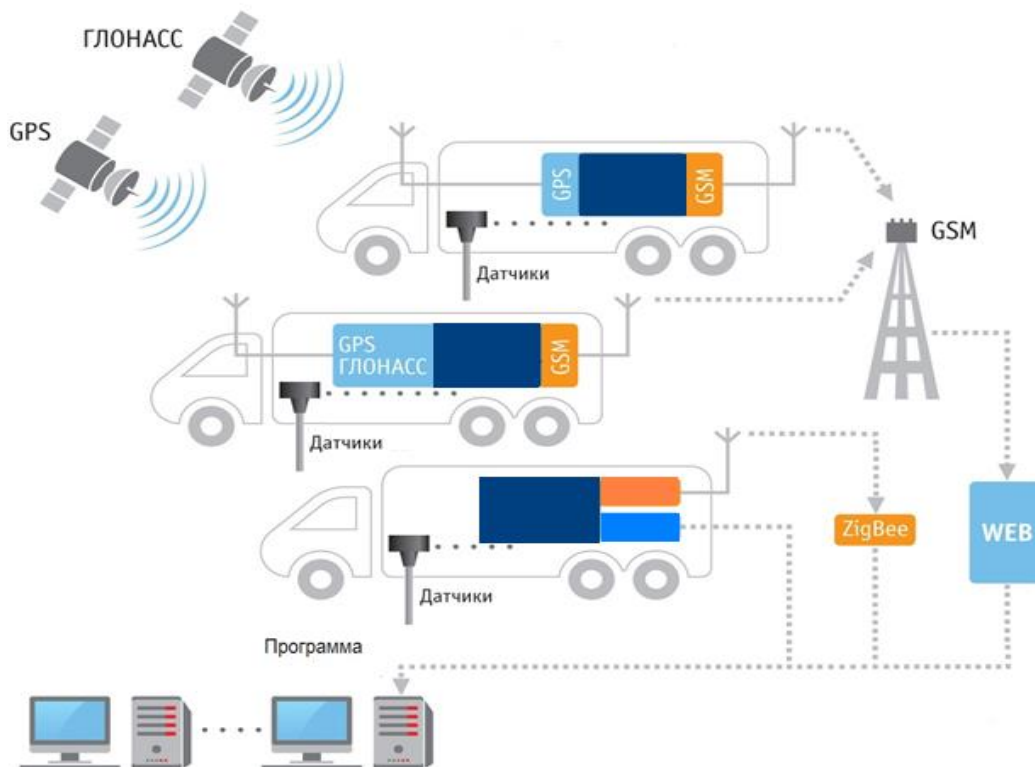 ГЛОНАСС
GPS
GPS
GSM
GSM
Датчики
GPS
ГЛОНАСС
GSM
Датчики
ZigBee
WEB
Датчики
Программа